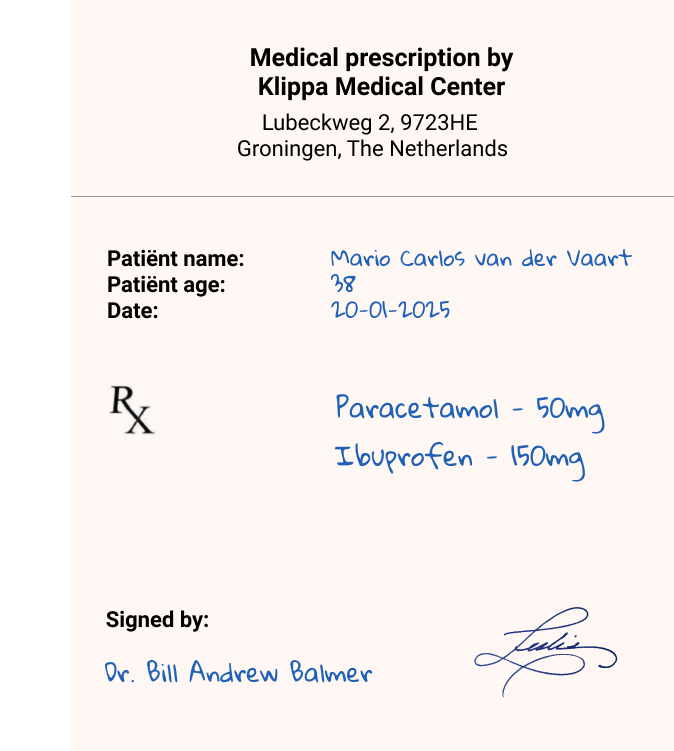 Medical prescription by
Klippa Medical Center
Lubeckweg 2, 9723HE
Groningen, The Netherlands
Patiënt name: Mario Carlos van der Vaart
Patiënt age: 38
Date: 20-01-2025
Rx
Paracetamol - 50mg
Ibuprofen - 150mg
Signed by:
Dr. Bill Andrew Balmer